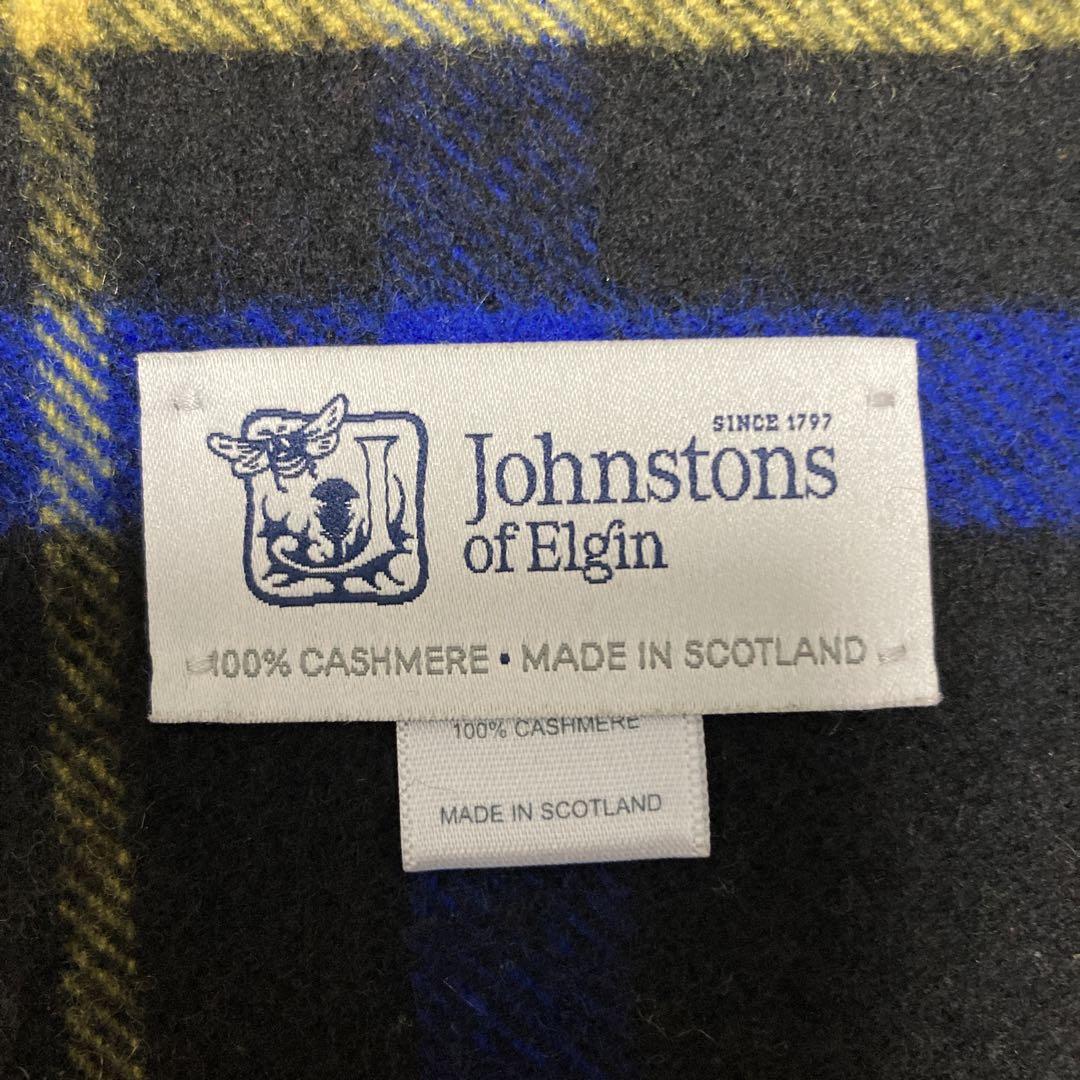 SINCE 1797
Johnstons
of Elgin
100% CASHMERE • MADE IN SCOTLAND
100% CASHMERE
MADE IN SCOTLAND